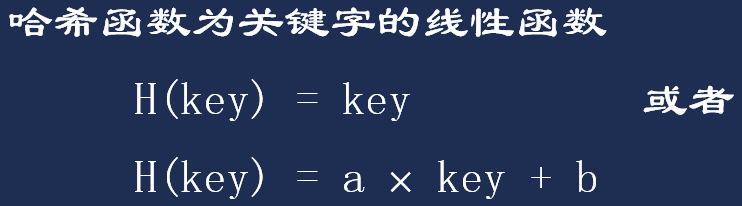 哈希函数为关键字的线性函数
H(key) = key 或者
H(key) = a × key + b